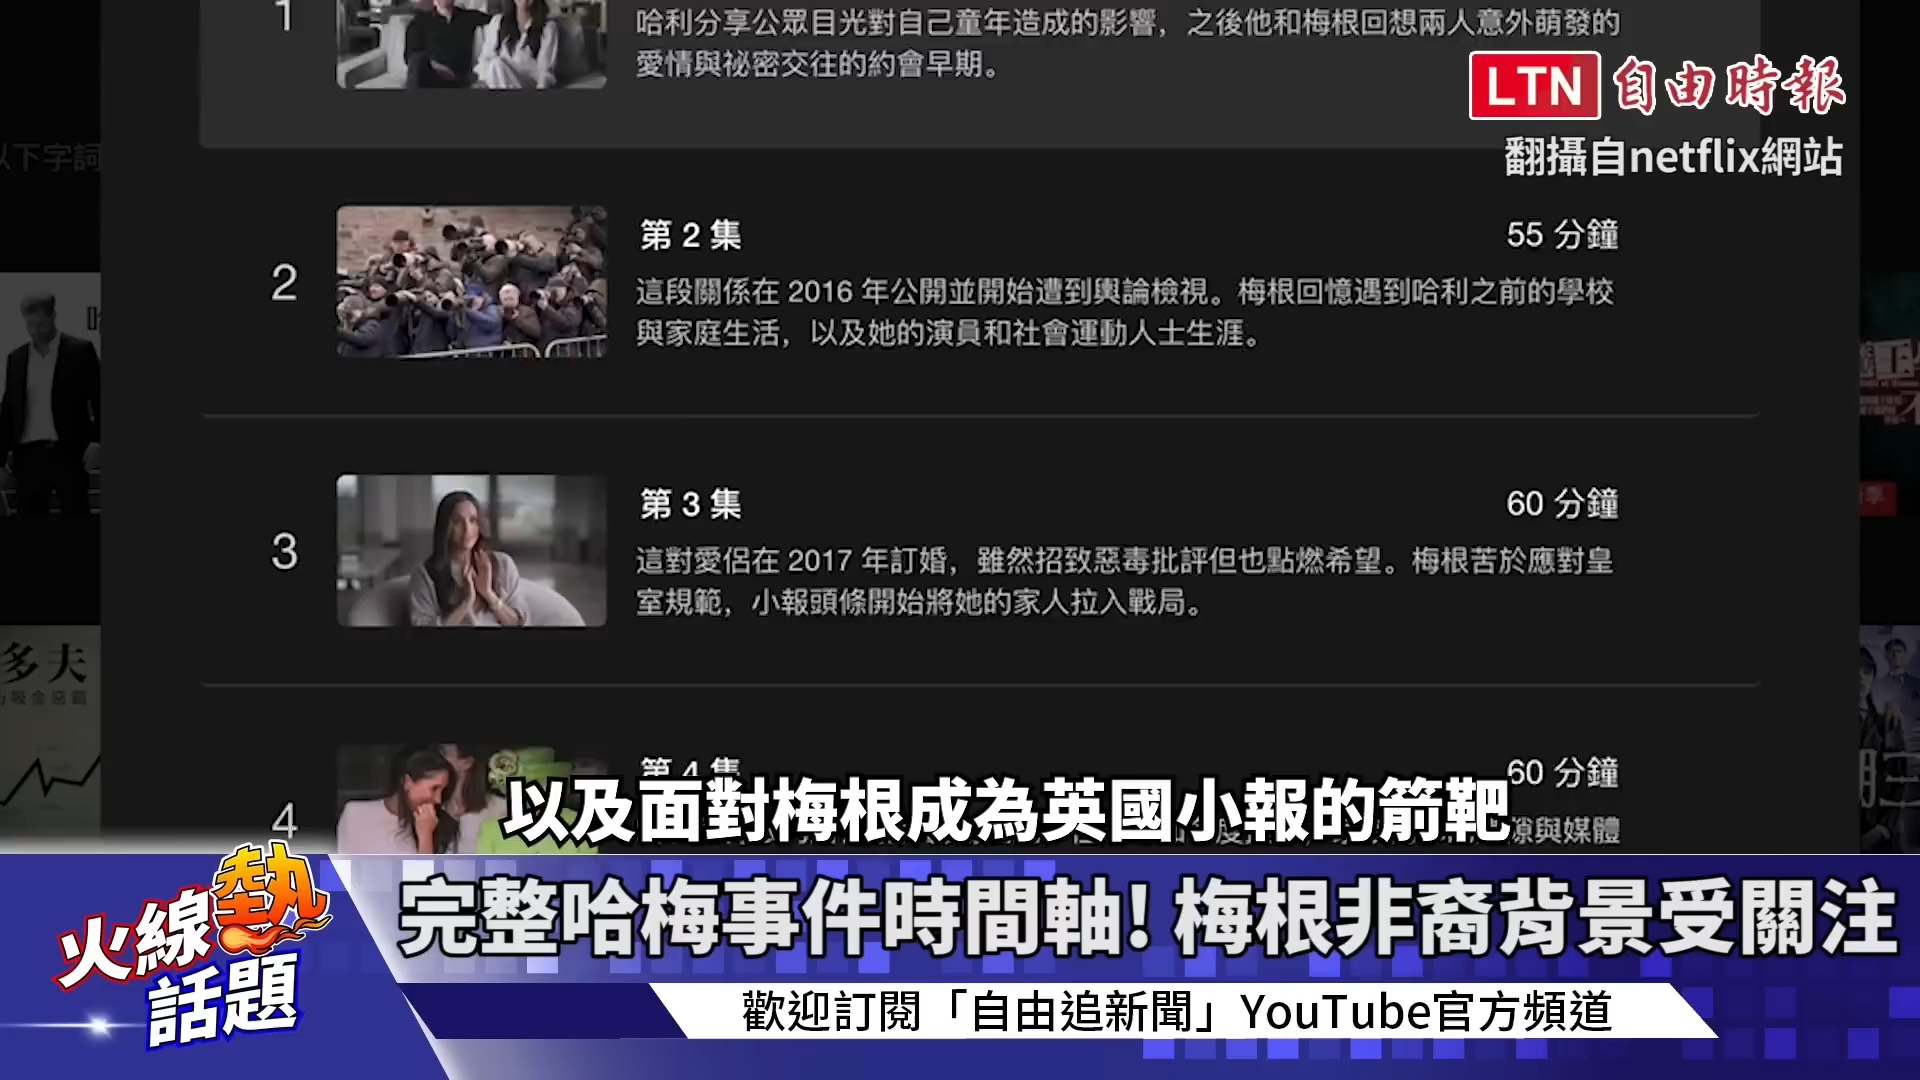 1
哈利分享公眾目光對自己童年造成的影響，之後他和梅根回想兩人意外萌發的
愛情與祕密交往的約會早期。
LTN 自由時報
翻攝自netflix網站
以下字詞
2
第 2 集
55 分鐘
這段關係在 2016 年公開並開始遭到輿論檢視。梅根回憶遇到哈利之前的學校
與家庭生活，以及她的演員和社會運動人士生涯。
3
第 3 集
60 分鐘
這對愛侶在 2017 年訂婚，雖然招致惡毒批評但也點燃希望。梅根苦於應對皇
室規範，小報頭條開始將她的家人拉入戰局。
多夫
4
第 4 集
60 分鐘
隙與媒體
以及面對梅根成為英國小報的箭靶
火線熱
話題
完整哈梅事件時間軸! 梅根非裔背景受關注
歡迎訂閱「自由追新聞」YouTube官方頻道